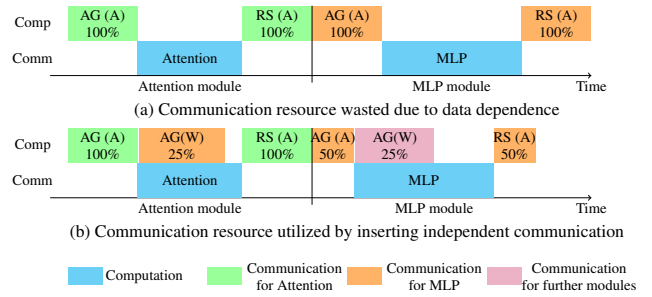 Comp
AG (A)
100%
RS (A)
100%
AG (A)
100%
RS (A)
100%
Comm
Attention
MLP
Attention module
MLP module
Time
(a) Communication resource wasted due to data dependence
Comp
AG (A)
100%
AG(W)
25%
RS (A)
100%
AG (A)
50%
AG(W)
25%
RS (A)
50%
Comm
Attention
MLP
Attention module
MLP module
Time
(b) Communication resource utilized by inserting independent communication
Computation
Communication
for Attention
Communication
for MLP
Communication
for further modules